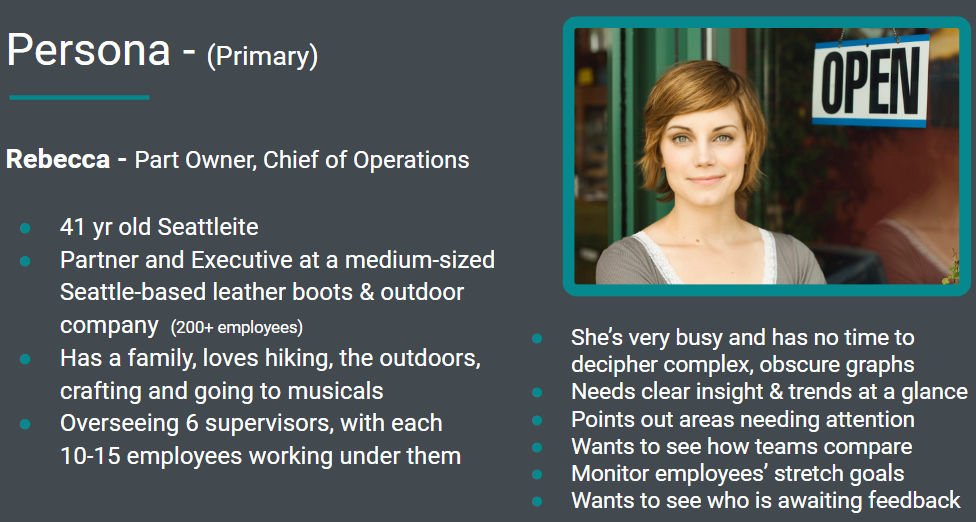 Persona - (Primary)
Rebecca - Part Owner, Chief of Operations
● 41 yr old Seattleite
● Partner and Executive at a medium-sized
Seattle-based leather boots & outdoor
company (200+ employees)
● Has a family, loves hiking, the outdoors,
crafting and going to musicals
● Overseeing 6 supervisors, with each
10-15 employees working under them
OPEN
● She’s very busy and has no time to
decipher complex, obscure graphs
● Needs clear insight & trends at a glance
● Points out areas needing attention
● Wants to see how teams compare
● Monitor employees’ stretch goals
● Wants to see who is awaiting feedback